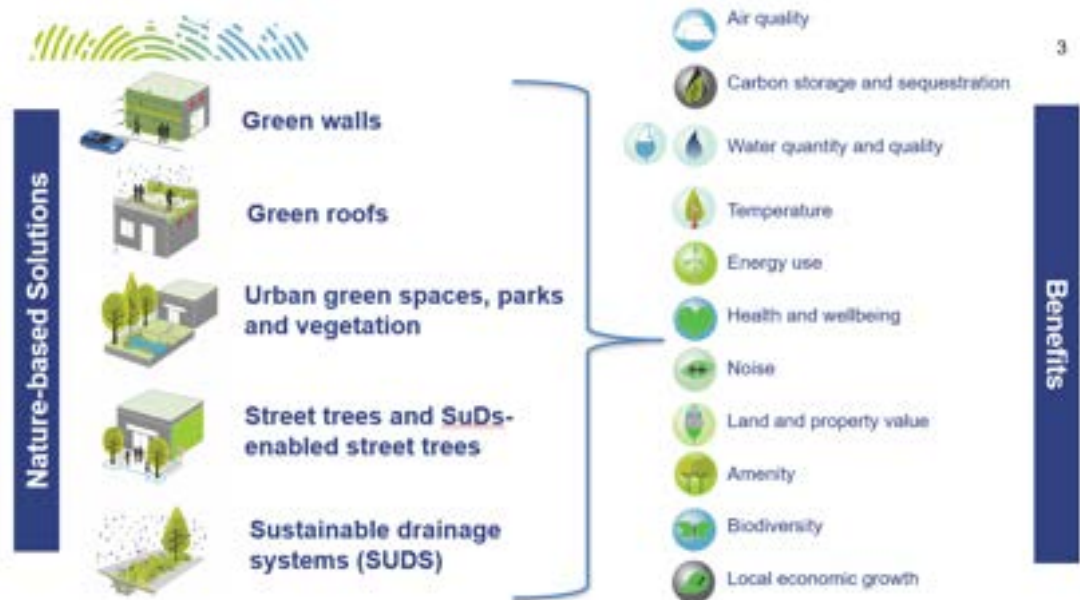 3
Nature-based Solutions
Green walls
Green roofs
Urban green spaces, parks
and vegetation
Street trees and SuDs-
enabled street trees
Sustainable drainage
systems (SUDS)
Air quality
Carbon storage and sequestration
Water quantity and quality
Temperature
Energy use
Health and wellbeing
Noise
Land and property value
Amenity
Biodiversity
Local economic growth
Benefits